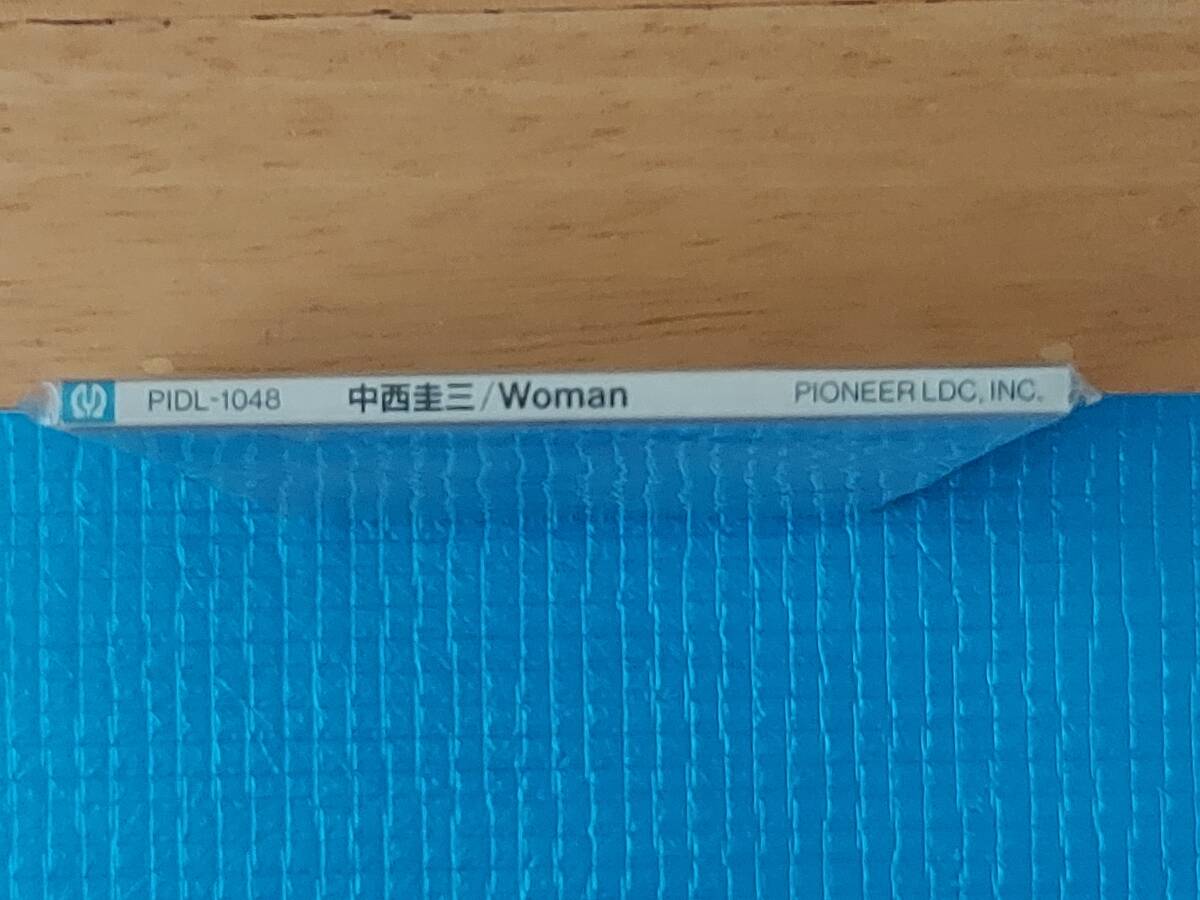 PIDL-1048 中西圭三/Woman PIONEER LDC, INC.